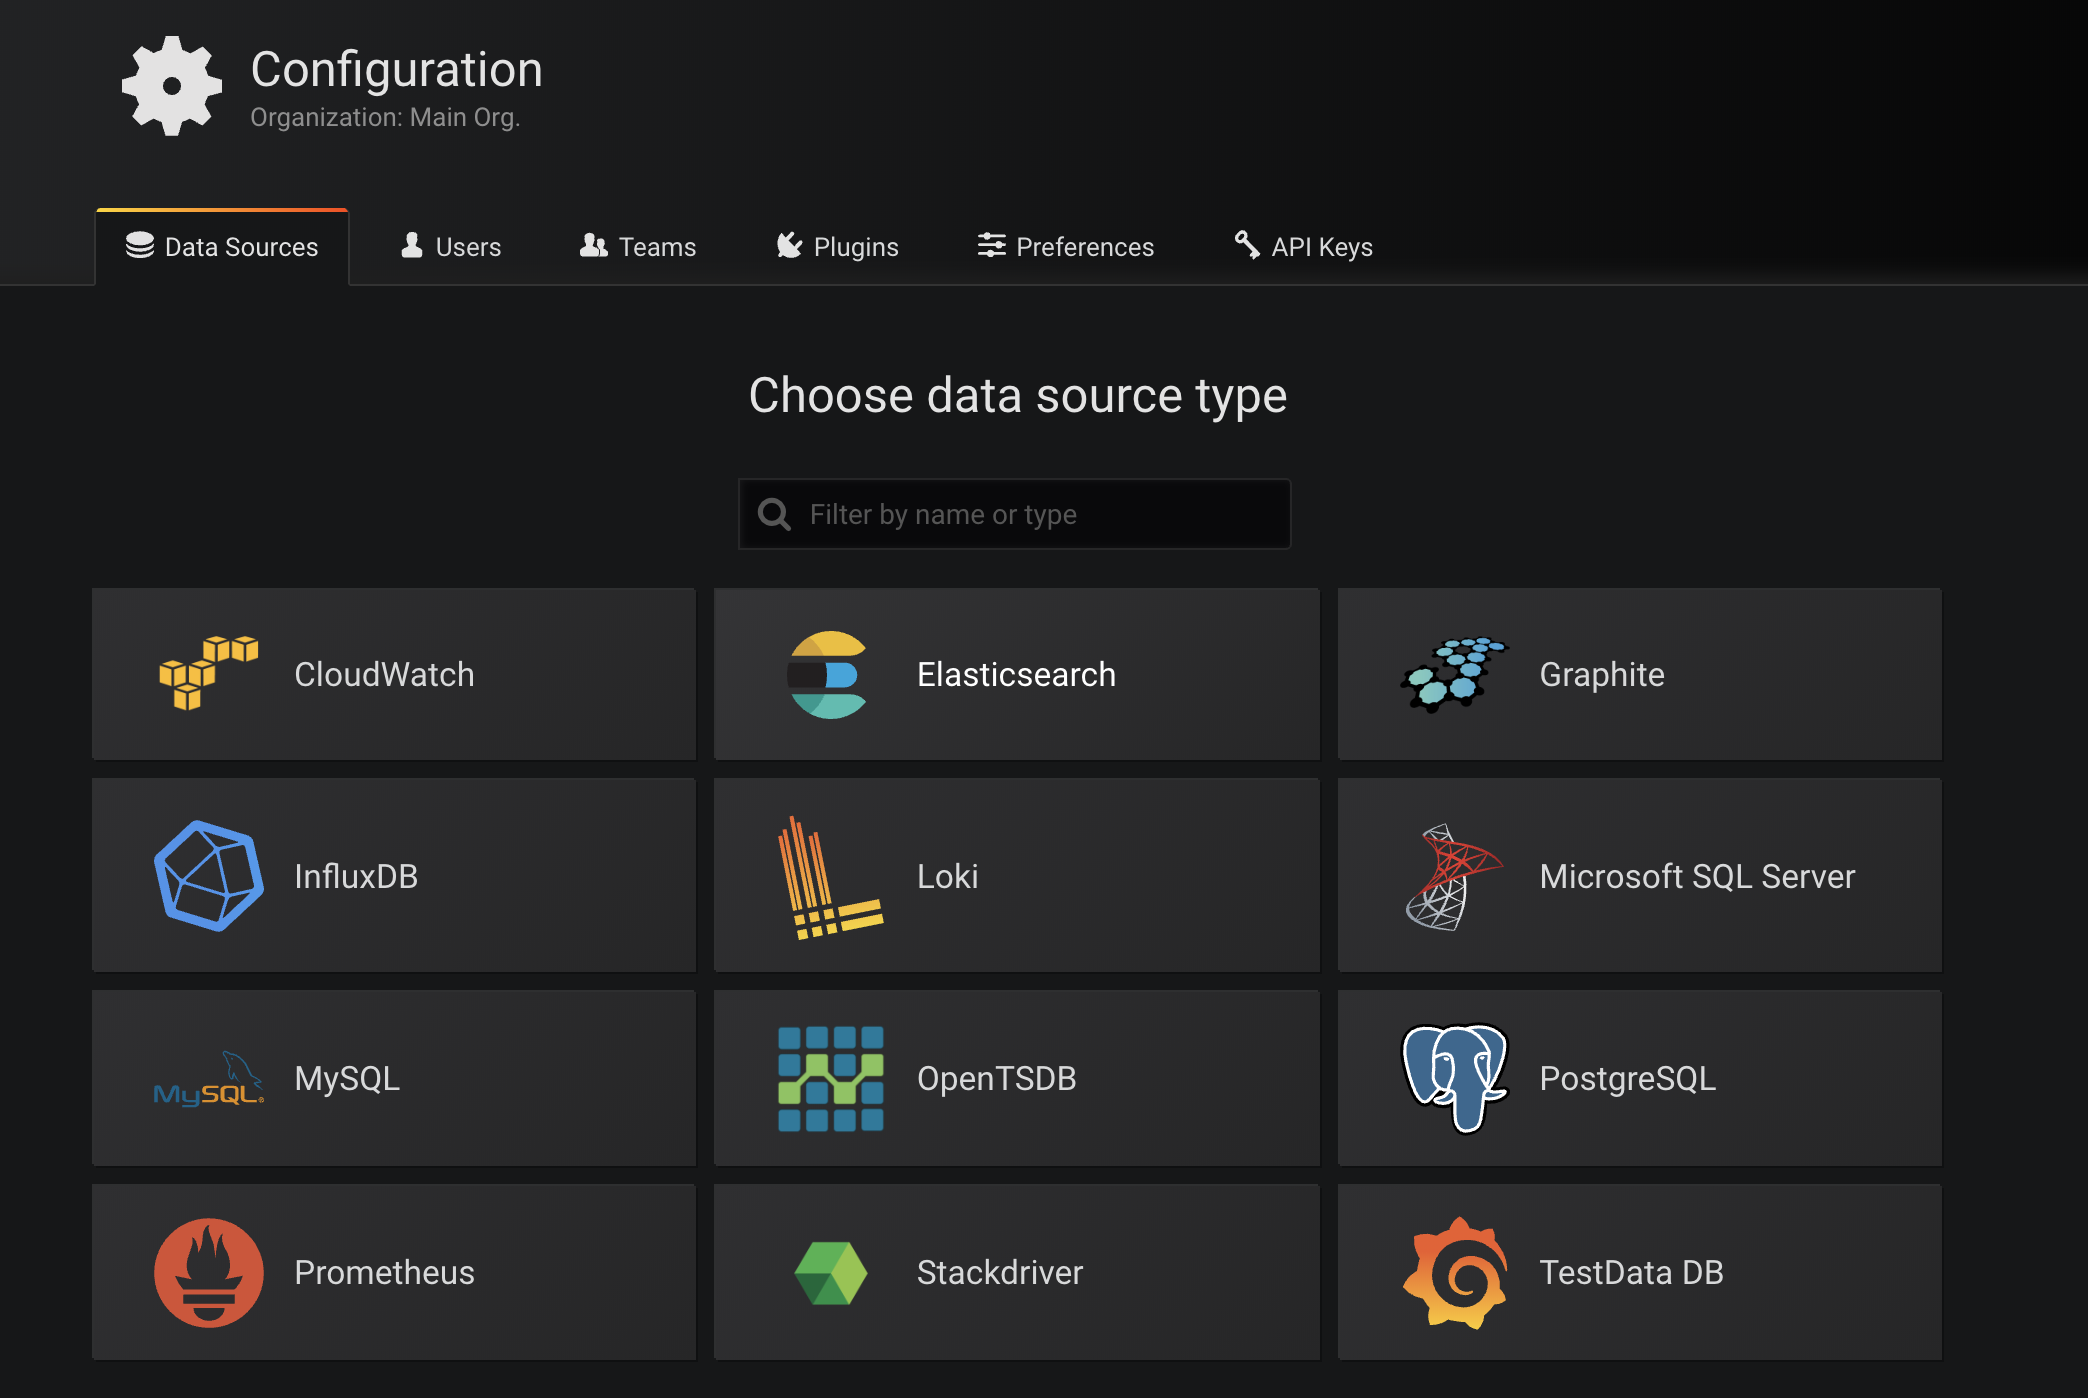 Configuration
Organization: Main Org.
Data Sources
Users
Teams
Plugins
Preferences
API Keys
Choose data source type
Filter by name or type
CloudWatch
Elasticsearch
Graphite
InfluxDB
Loki
Microsoft SQL Server
MySQL
MySQL®
OpenTSDB
PostgreSQL
Prometheus
Stackdriver
TestData DB